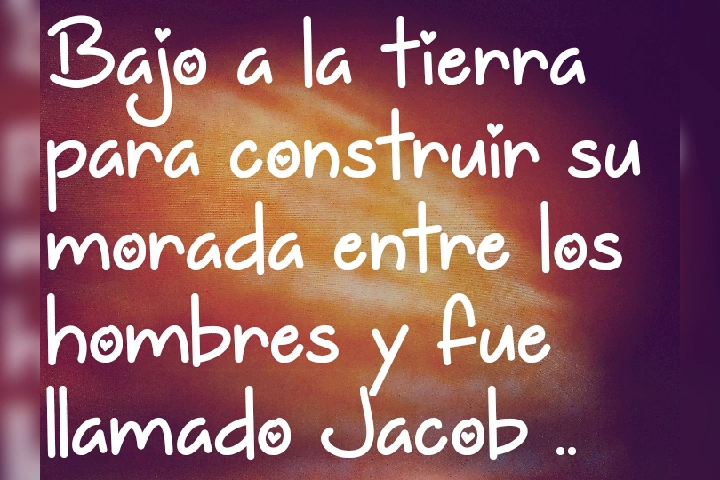 Bajo a la tierra
para construir su
morada entre los
hombres y fue
llamado Jacob ..